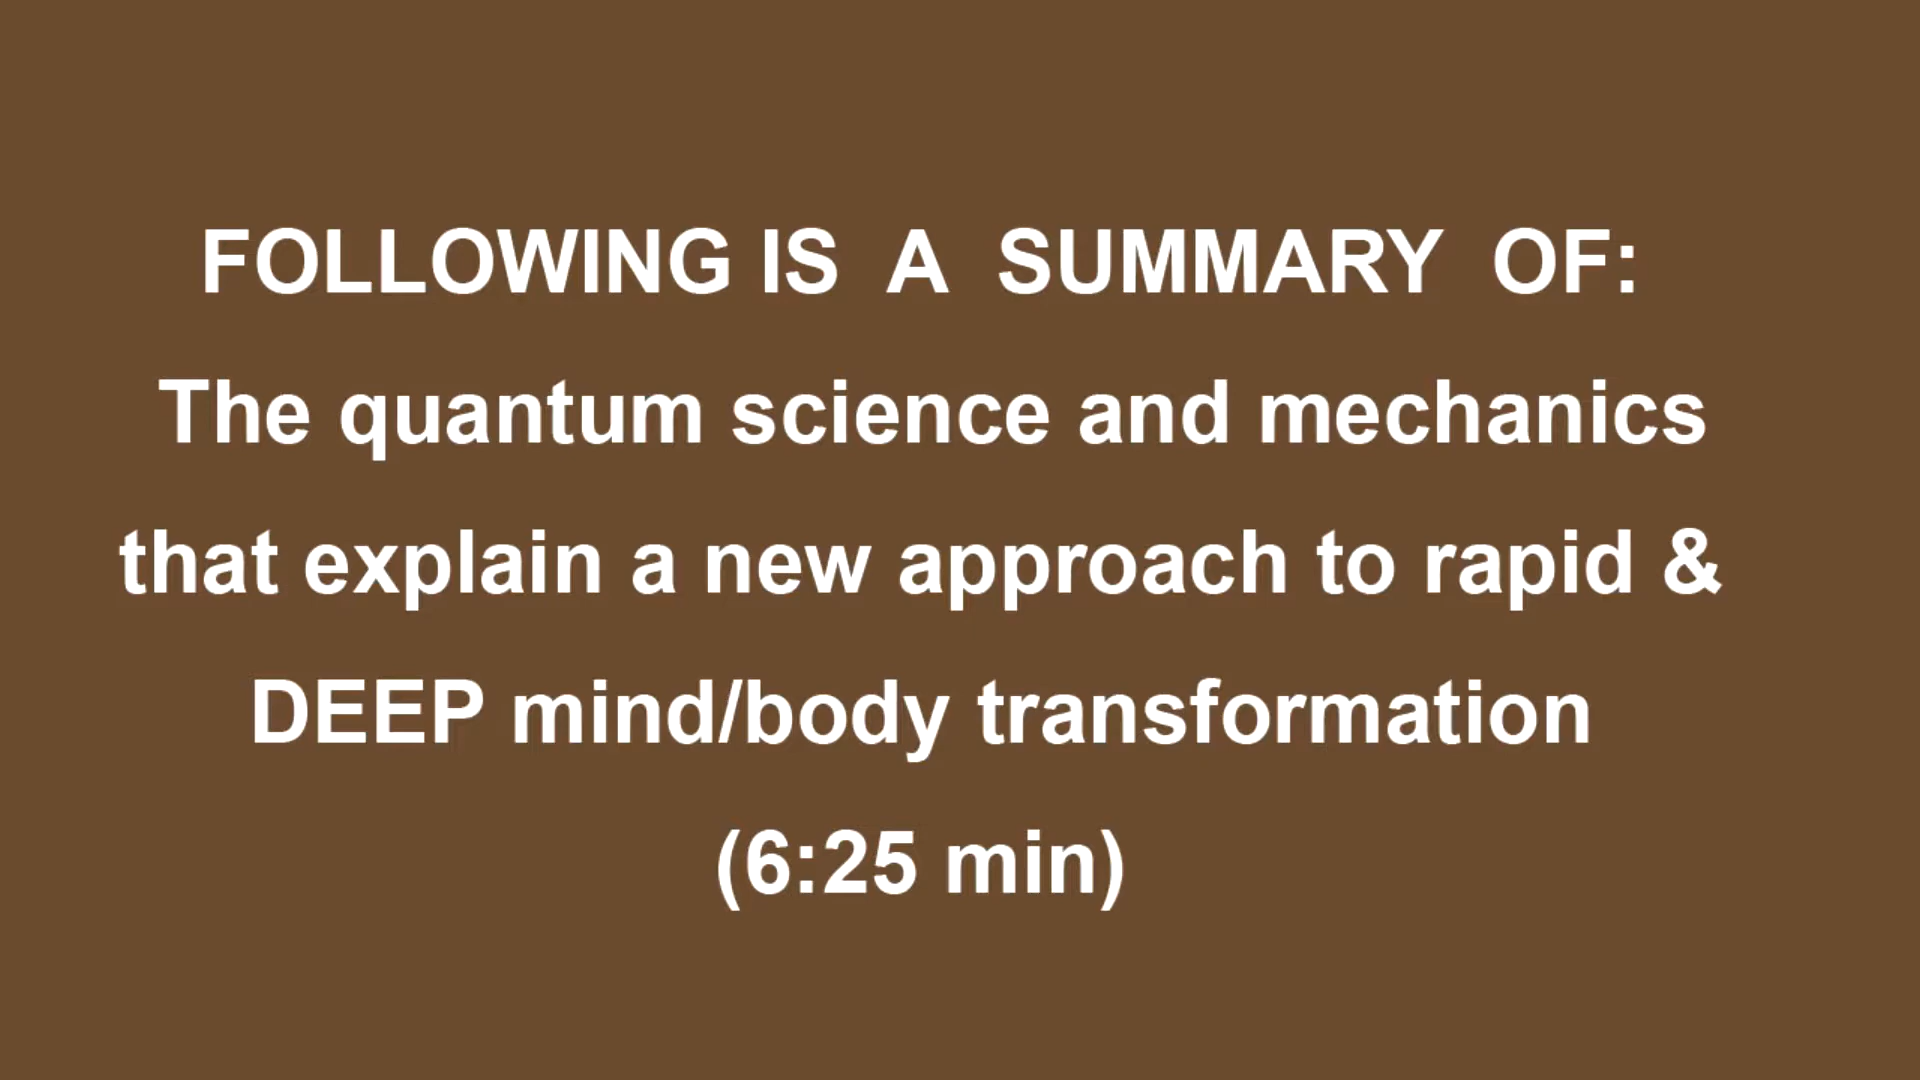 FOLLOWING IS A SUMMARY OF:
The quantum science and mechanics
that explain a new approach to rapid &
DEEP mind/body transformation
(6:25 min)